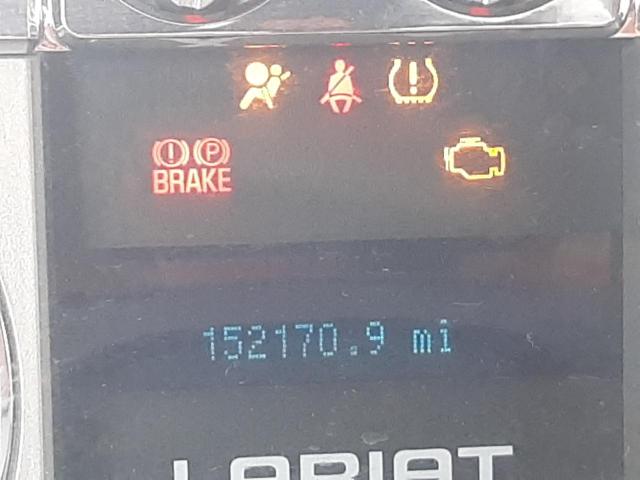 (!) (P)
BRAKE
152170.9 mi
LARIAT